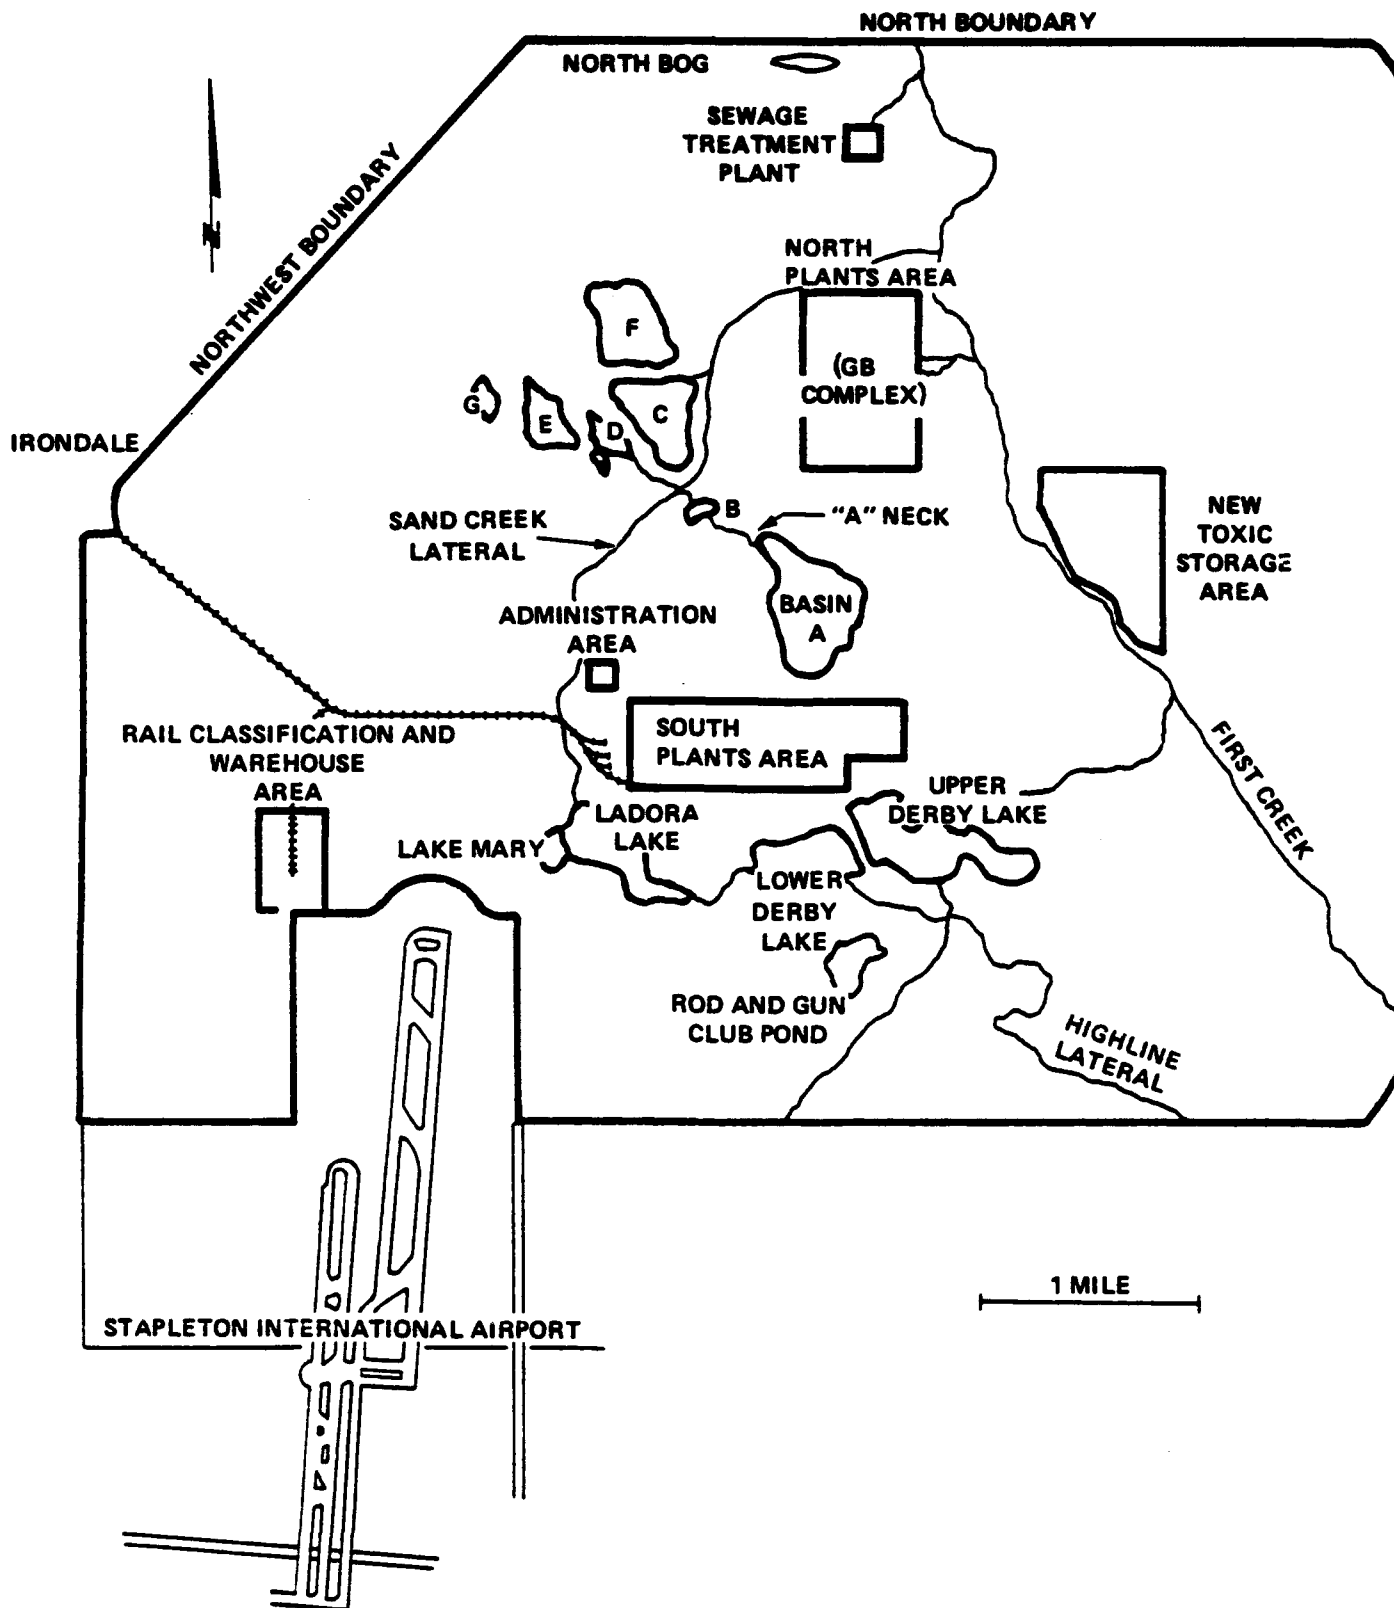 NORTH BOUNDARY
NORTH BOG
SEWAGE
TREATMENT
PLANT
N
NORTHWEST BOUNDARY
NORTH
PLANTS AREA
F
(GB
COMPLEX)
G
E
D
C
IRONDALE
B
"A" NECK
SAND CREEK
LATERAL
NEW
TOXIC
STORAGE
AREA
BASIN
A
ADMINISTRATION
AREA
SOUTH
PLANTS AREA
RAIL CLASSIFICATION AND
WAREHOUSE
AREA
FIRST CREEK
UPPER
DERBY LAKE
LADORA
LAKE
LAKE MARY
LOWER
DERBY
LAKE
ROD AND GUN
CLUB POND
HIGHLINE
LATERAL
1 MILE
STAPLETON INTERNATIONAL AIRPORT